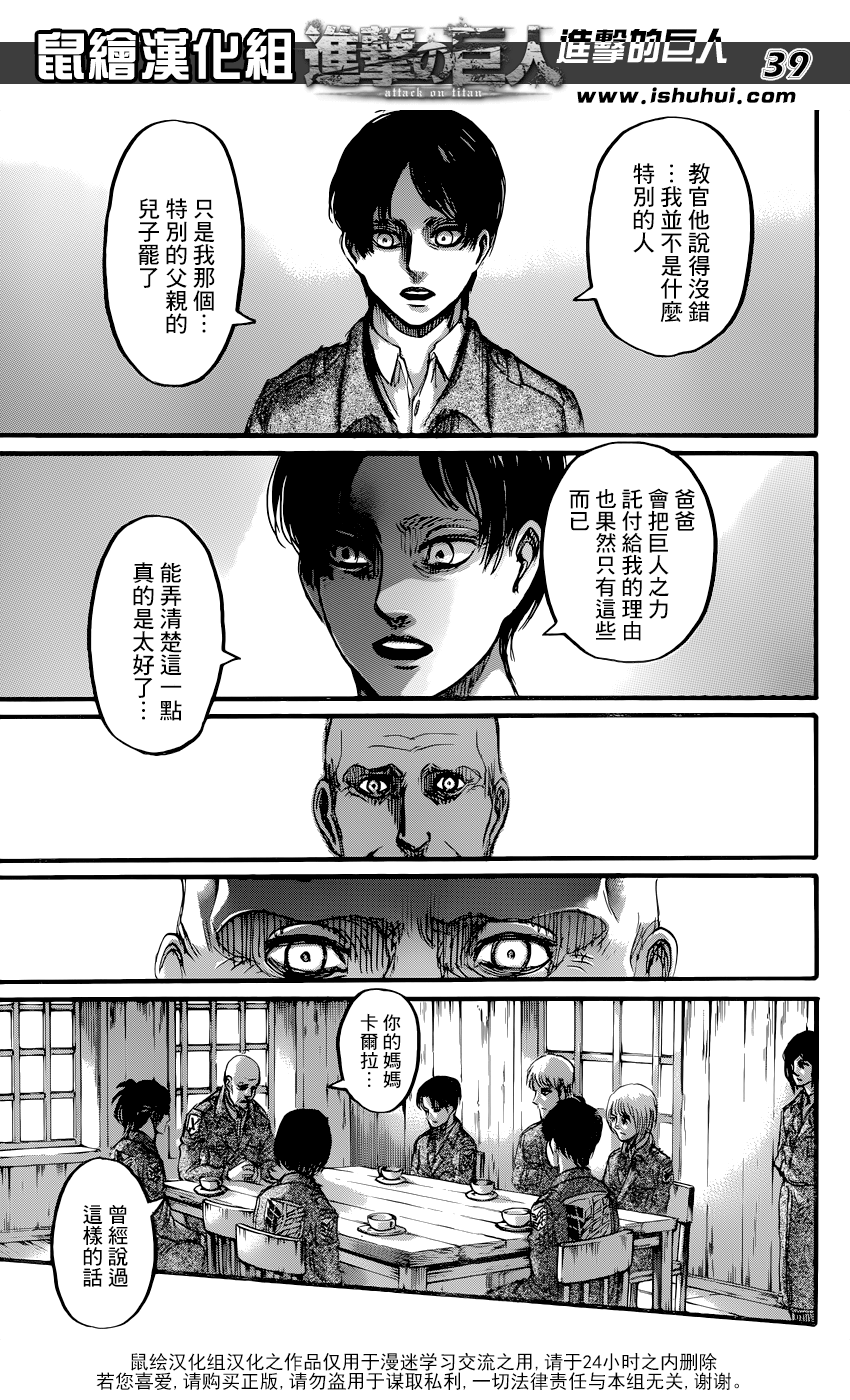 鼠繪漢化組
進撃の巨人
attack on titan
進擊的巨人
39
www.ishuhui.com
教官他說得沒錯
…我並不是什麼
特別的人
只是我那個…
特別的父親的
兒子罷了
爸爸
會把巨人之力
託付給我的理由
也果然只有這些
而已
能弄清楚這一點
真的是太好了…
你的媽媽
卡爾拉…
曾經說過
這樣的話
鼠绘汉化组汉化之作品仅用于漫迷学习交流之用,请于24小时之内删除
若您喜爱,请购买正版,请勿盗用于谋取私利,一切法律责任与本组无关,谢谢。